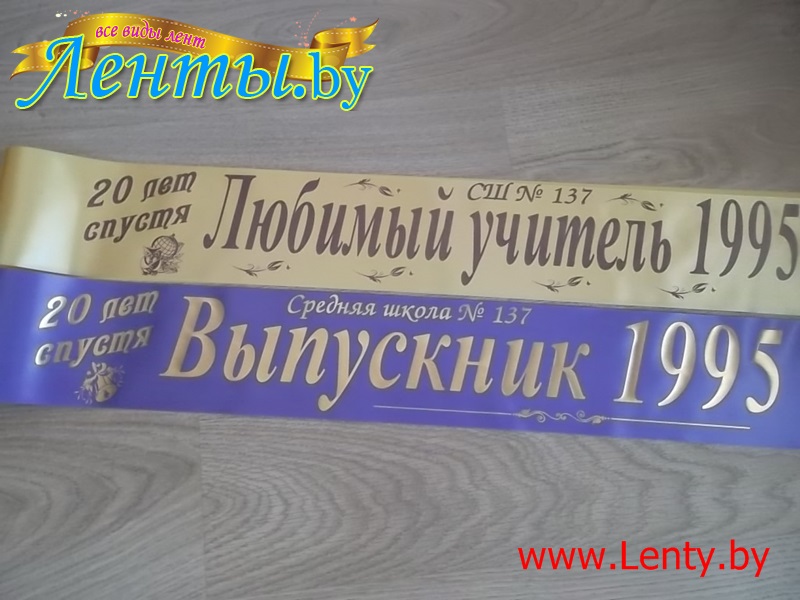 все виды лент
Ленты.by
20 лет
спустя
СШ № 137
Любимый учитель 1995
20 лет
спустя
Средняя школа № 137
Выпускник 1995
www.Lenty.by